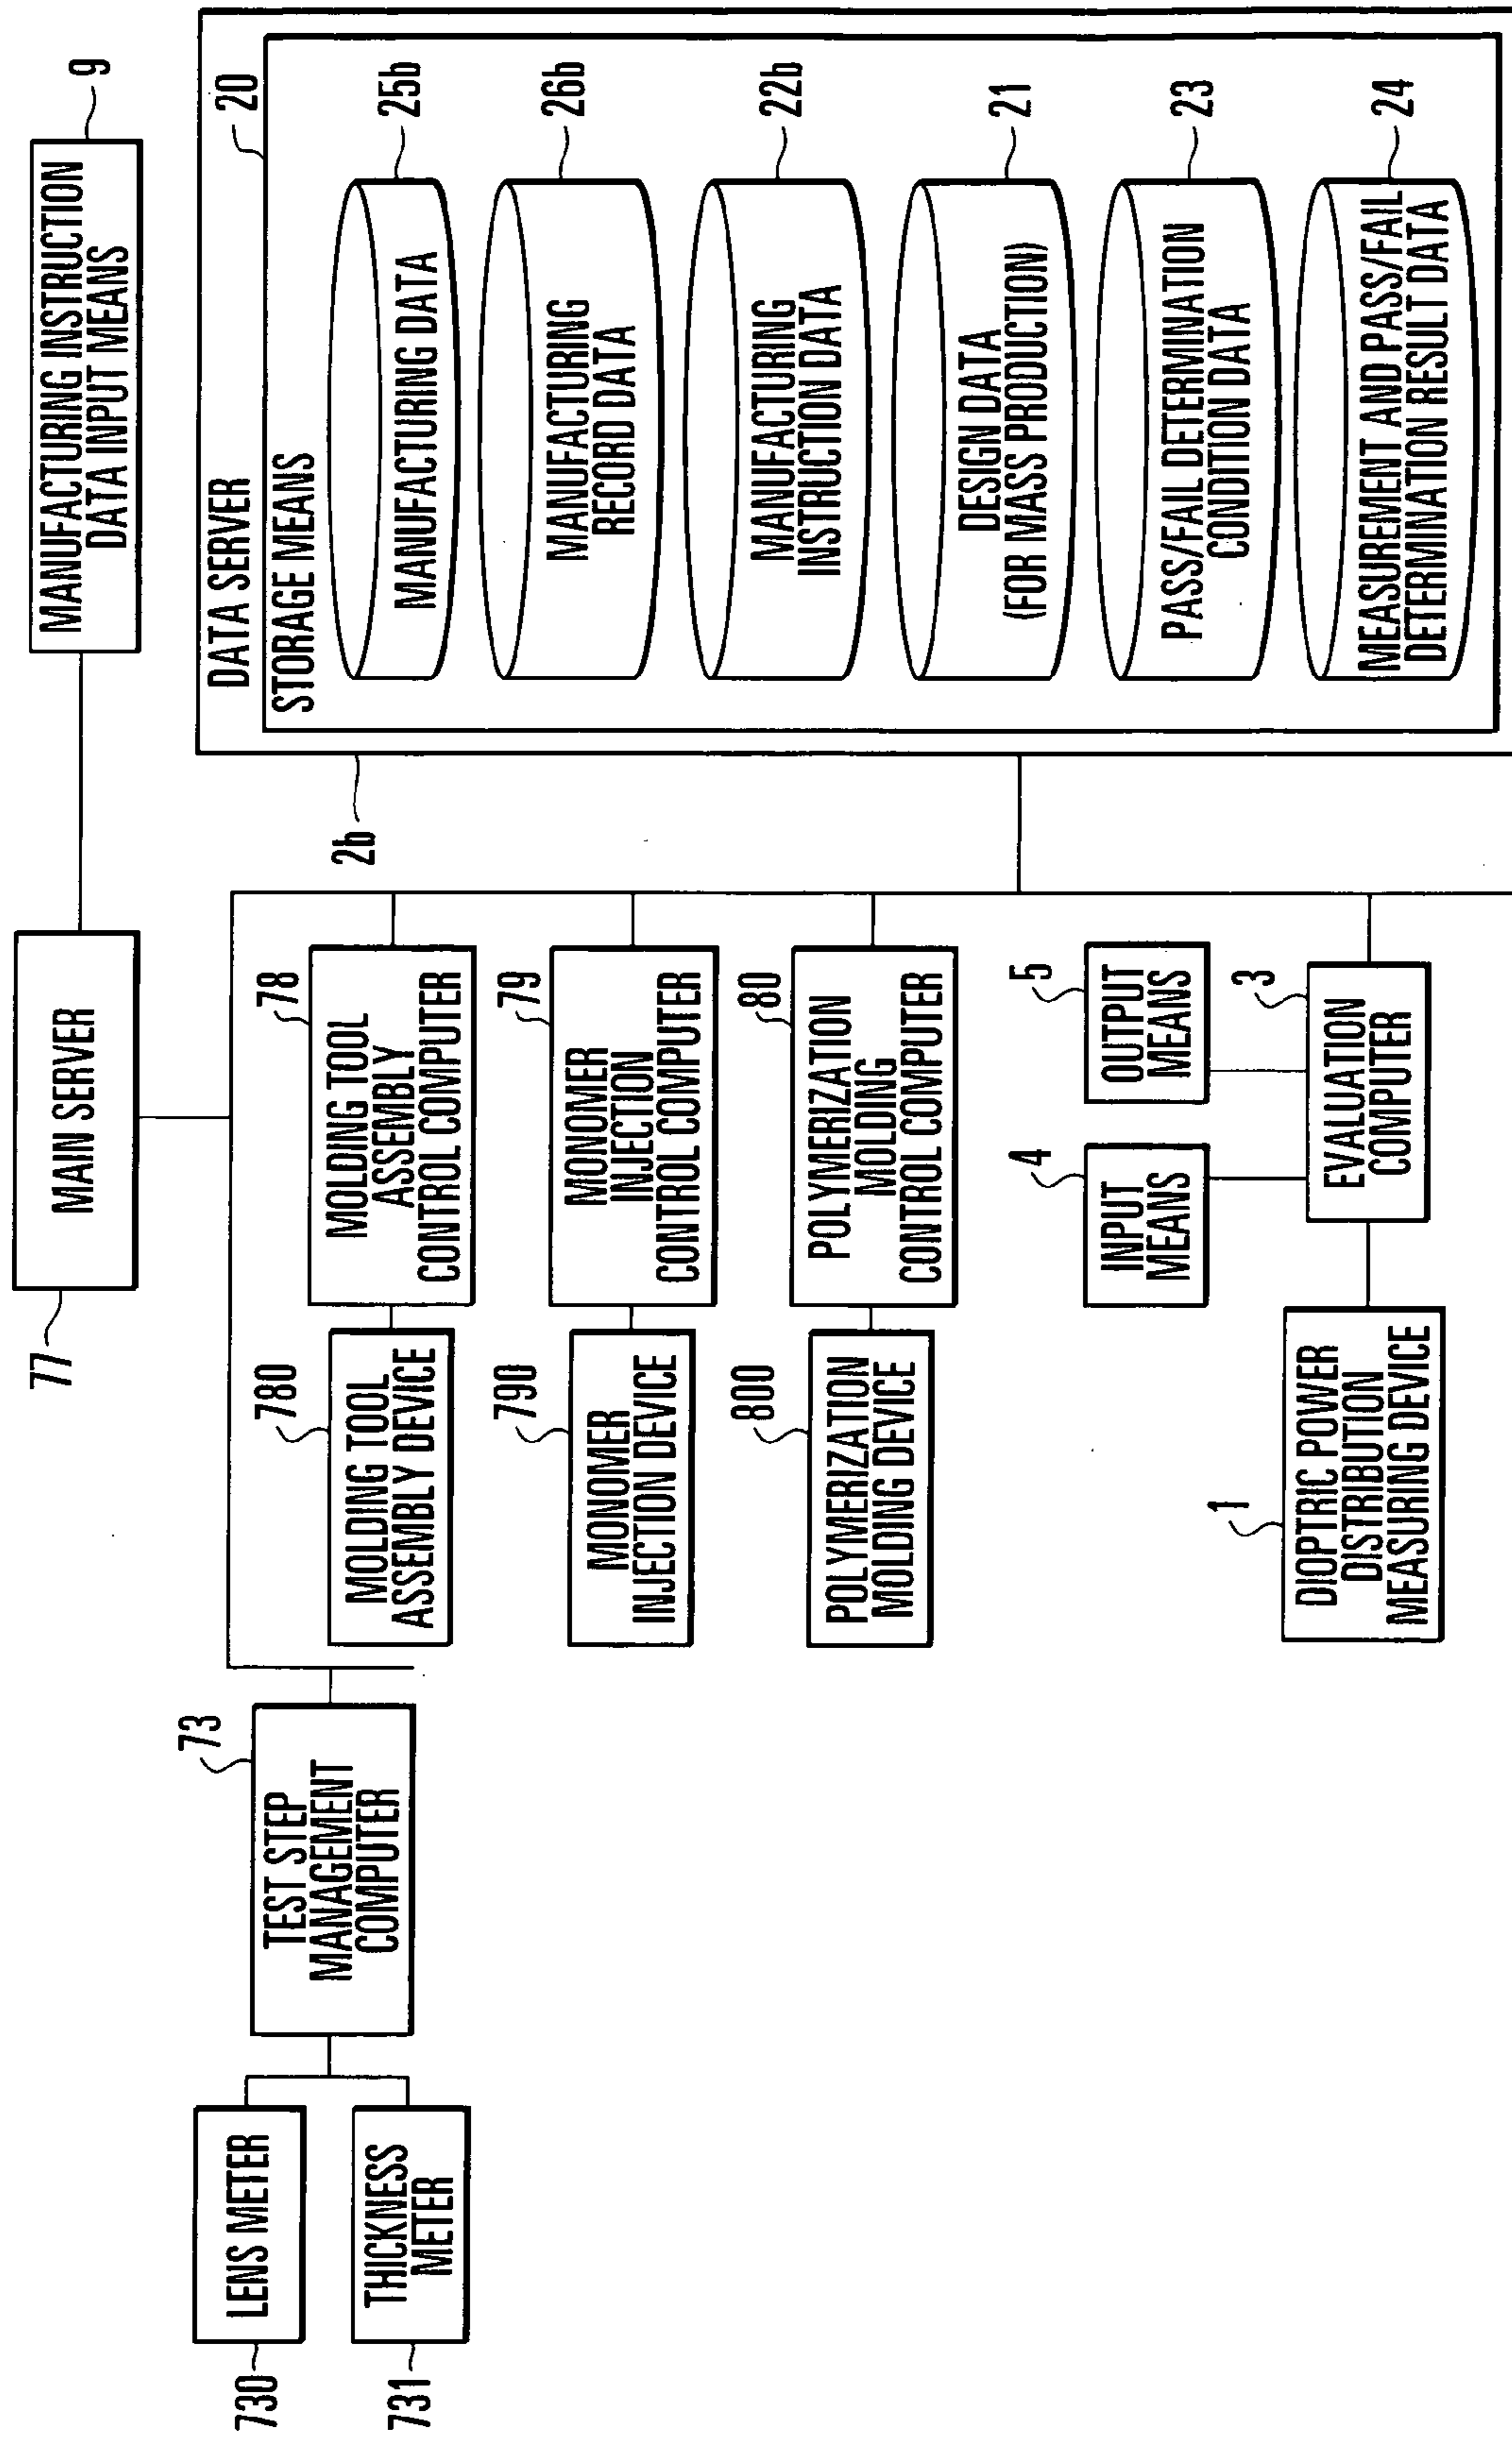 MANUFACTURING INSTRUCTION
DATA INPUT MEANS
9
MAIN SERVER
77
DATA SERVER
2b
STORAGE MEANS
20
MANUFACTURING DATA
25b
MANUFACTURING
RECORD DATA
26b
MANUFACTURING
INSTRUCTION DATA
22b
DESIGN DATA
(FOR MASS PRODUCTION)
21
PASS/FAIL DETERMINATION
CONDITION DATA
23
MEASUREMENT AND PASS/FAIL
DETERMINATION RESULT DATA
24
78
MOLDING TOOL
ASSEMBLY
CONTROL COMPUTER
79
MONOMER
INJECTION
CONTROL COMPUTER
80
POLYMERIZATION
MOLDING
CONTROL COMPUTER
5
OUTPUT
MEANS
4
INPUT
MEANS
3
EVALUATION
COMPUTER
780
MOLDING TOOL
ASSEMBLY DEVICE
790
MONOMER
INJECTION DEVICE
800
POLYMERIZATION
MOLDING DEVICE
1
DIOPTRIC POWER
DISTRIBUTION
MEASURING DEVICE
73
TEST STEP
MANAGEMENT
COMPUTER
LENS METER
730
THICKNESS
METER
731